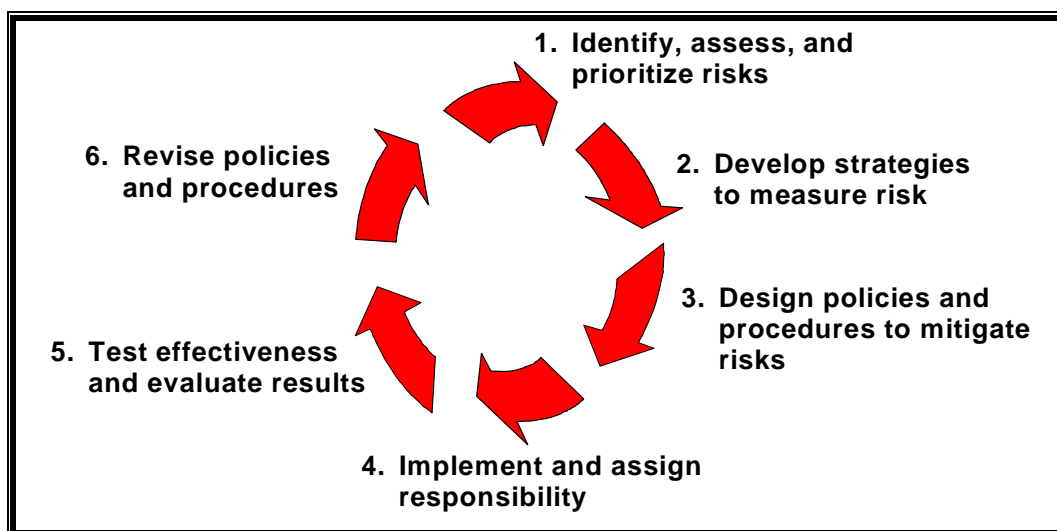 1. Identify, assess, and
prioritize risks
2. Develop strategies
to measure risk
3. Design policies and
procedures to mitigate
risks
4. Implement and assign
responsibility
5. Test effectiveness
and evaluate results
6. Revise policies
and procedures